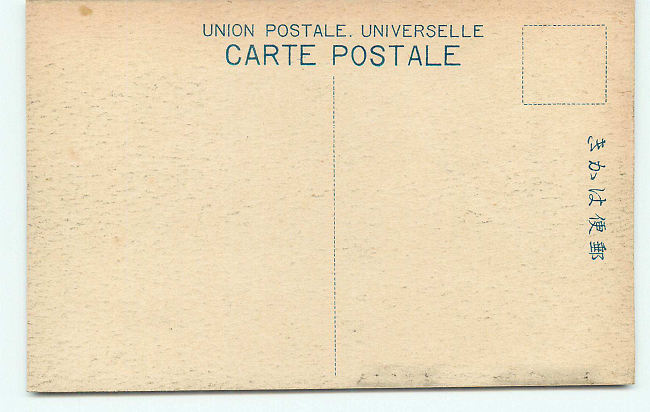 UNION POSTALE. UNIVERSELLE
CARTE POSTALE
郵便はかき